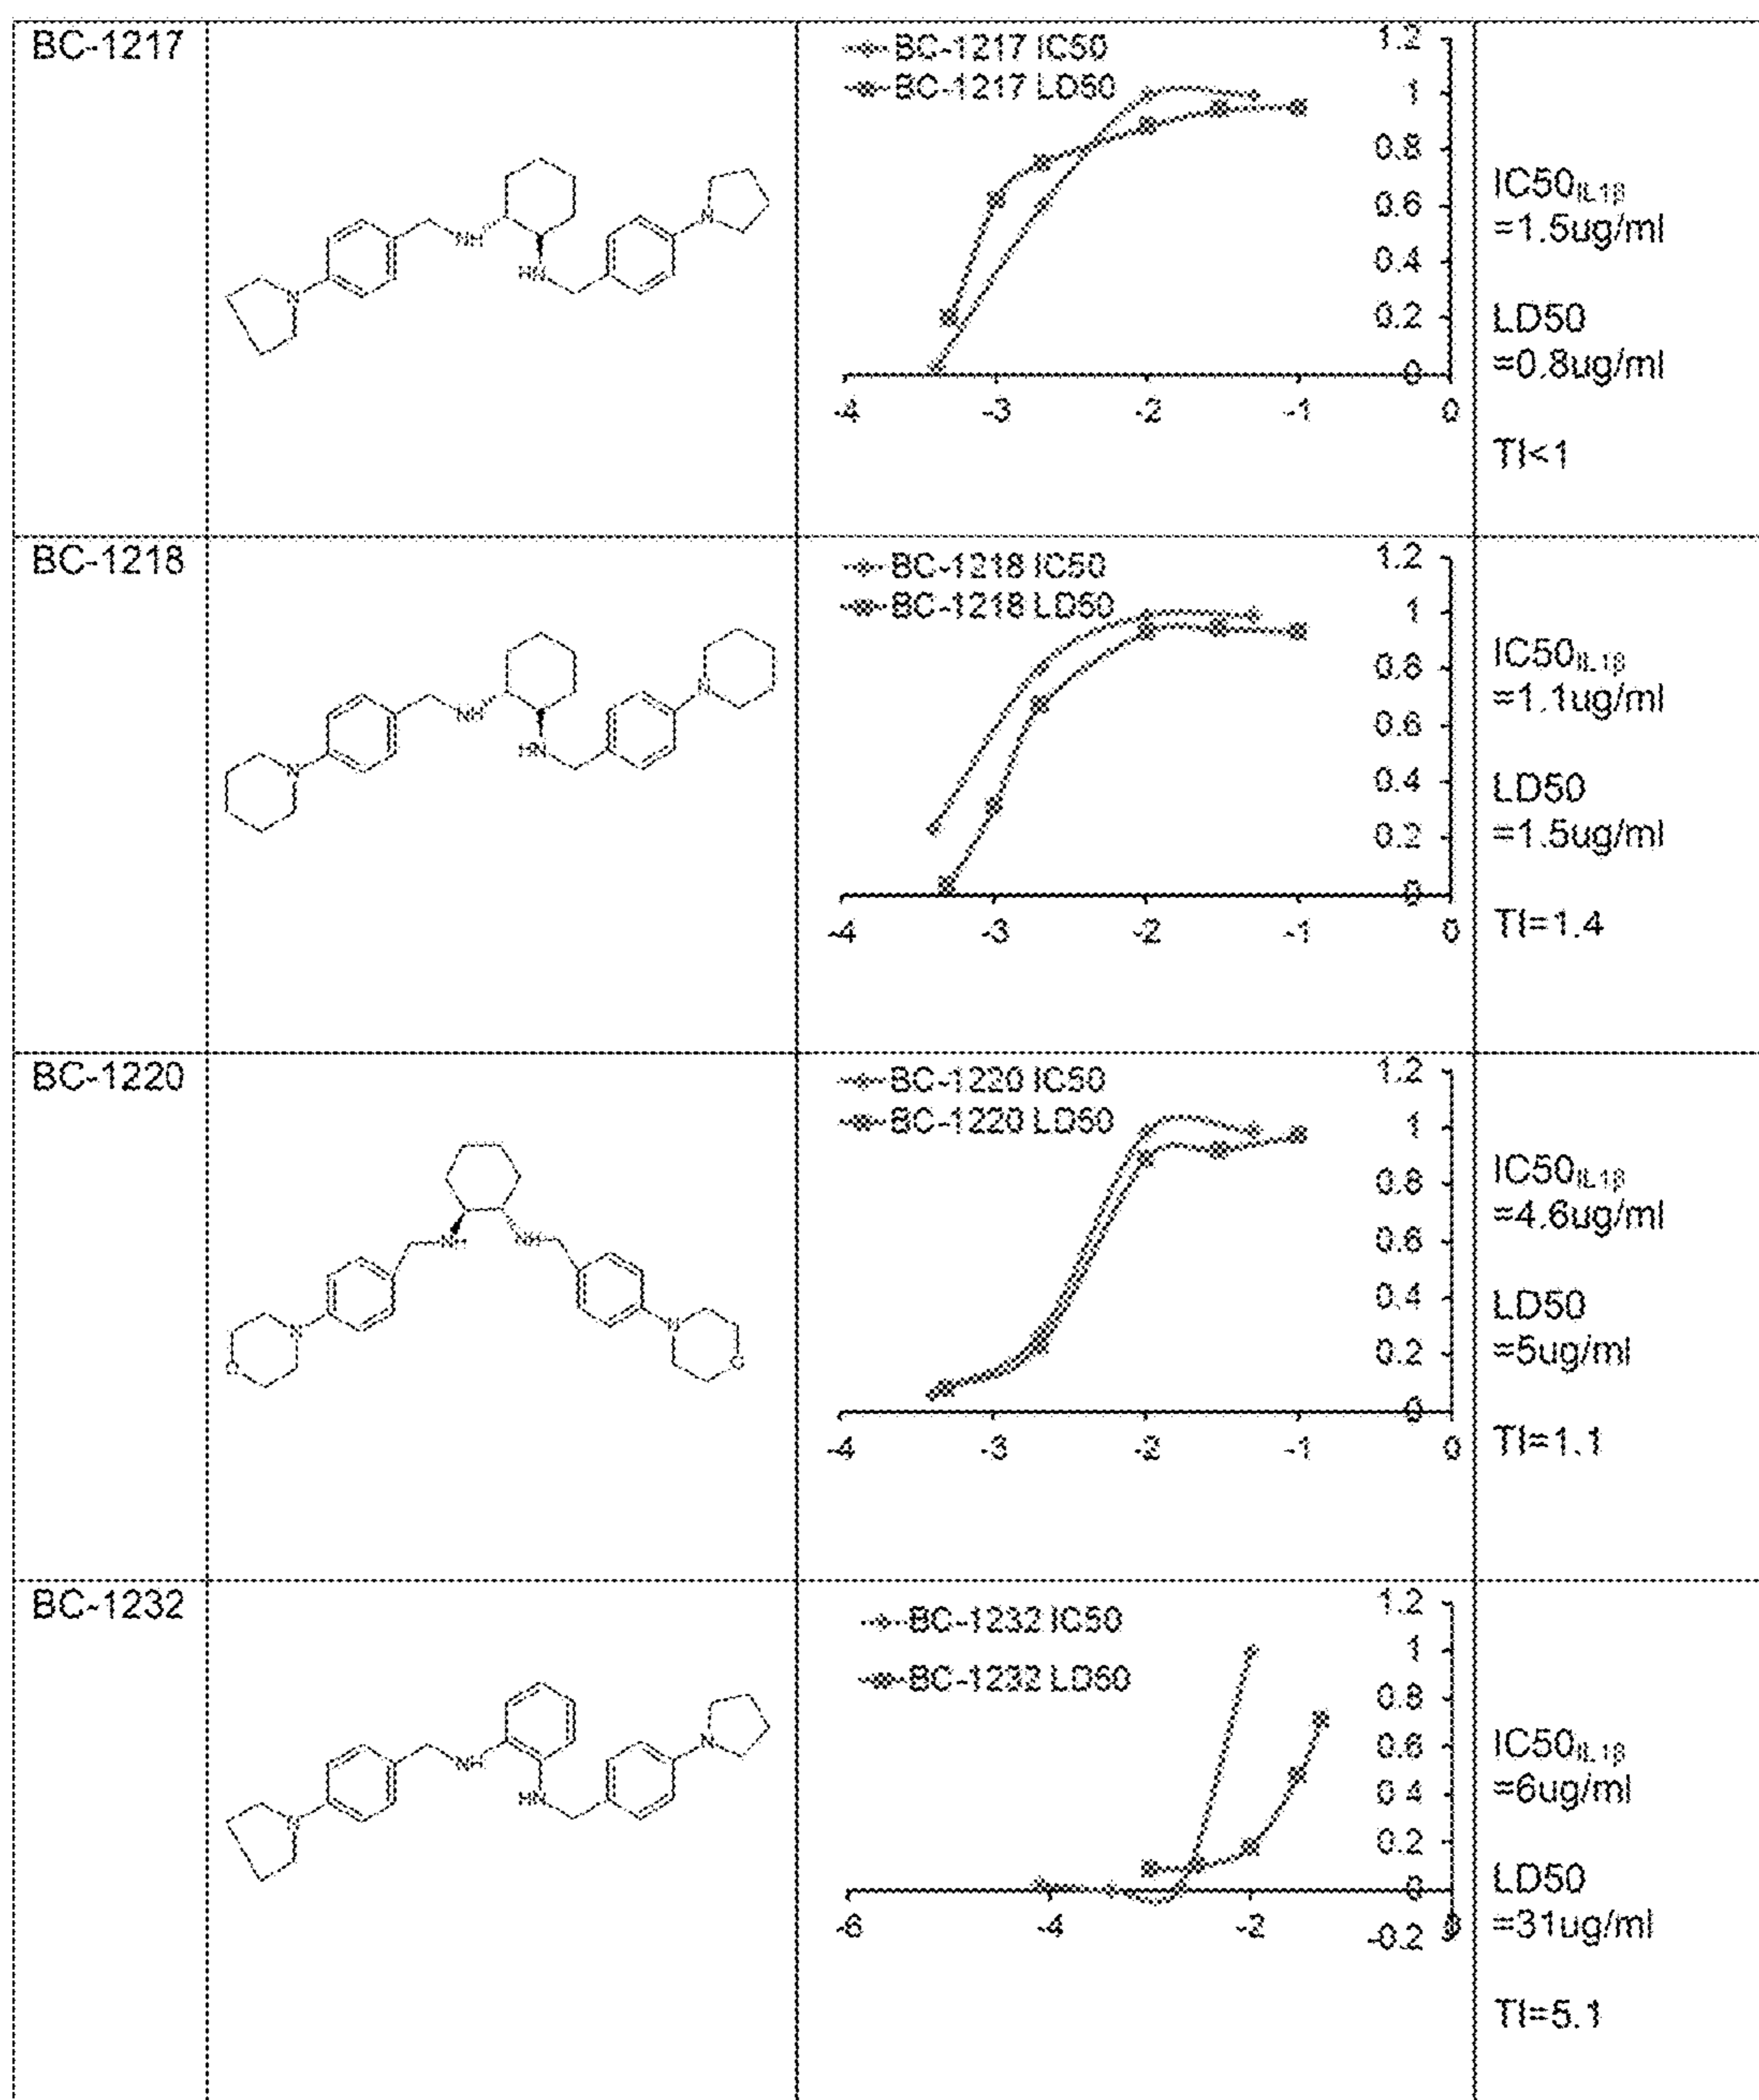 BC-1217
BC-1217 IC50
BC-1217 LD50
1.2
1
0.8
0.6
0.4
0.2
0
-4
-3
-2
-1
0
N
NH
HN
N
IC50IL1β
=1.5ug/ml
LD50
=0.8ug/ml
TI<1
BC-1218
BC-1218 IC50
BC-1218 LD50
1.2
1
0.8
0.6
0.4
0.2
0
-4
-3
-2
-1
0
N
NH
HN
N
IC50IL1β
=1.1ug/ml
LD50
=1.5ug/ml
TI=1.4
BC-1220
BC-1220 IC50
BC-1220 LD50
1.2
1
0.8
0.6
0.4
0.2
0
-4
-3
-2
-1
0
NH
NH
N
N
O
O
IC50IL1β
=4.6ug/ml
LD50
=5ug/ml
TI=1.1
BC-1232
BC-1232 IC50
BC-1232 LD50
1.2
1
0.8
0.6
0.4
0.2
0
-0.2
-6
-4
-2
0
N
NH
HN
N
IC50IL1β
=6ug/ml
LD50
=31ug/ml
TI=5.1